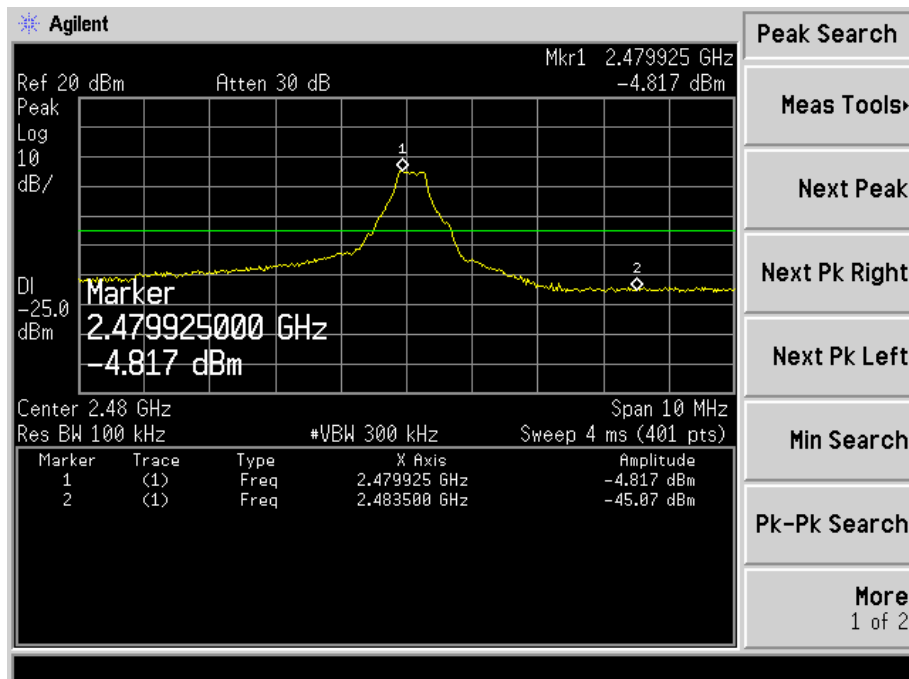 Agilent
Peak Search
Mkr1 2.479925 GHz
Ref 20 dBm Atten 30 dB -4.817 dBm
Peak
Log
10
dB/
1
2
DI
-25.0
dBm
Marker
2.479925000 GHz
-4.817 dBm
Center 2.48 GHz Span 10 MHz
Res BW 100 kHz #VBW 300 kHz Sweep 4 ms (401 pts)
Marker Trace Type X Axis Amplitude
1 (1) Freq 2.479925 GHz -4.817 dBm
2 (1) Freq 2.483500 GHz -45.07 dBm
Meas Tools
Next Peak
Next Pk Right
Next Pk Left
Min Search
Pk-Pk Search
More
1 of 2